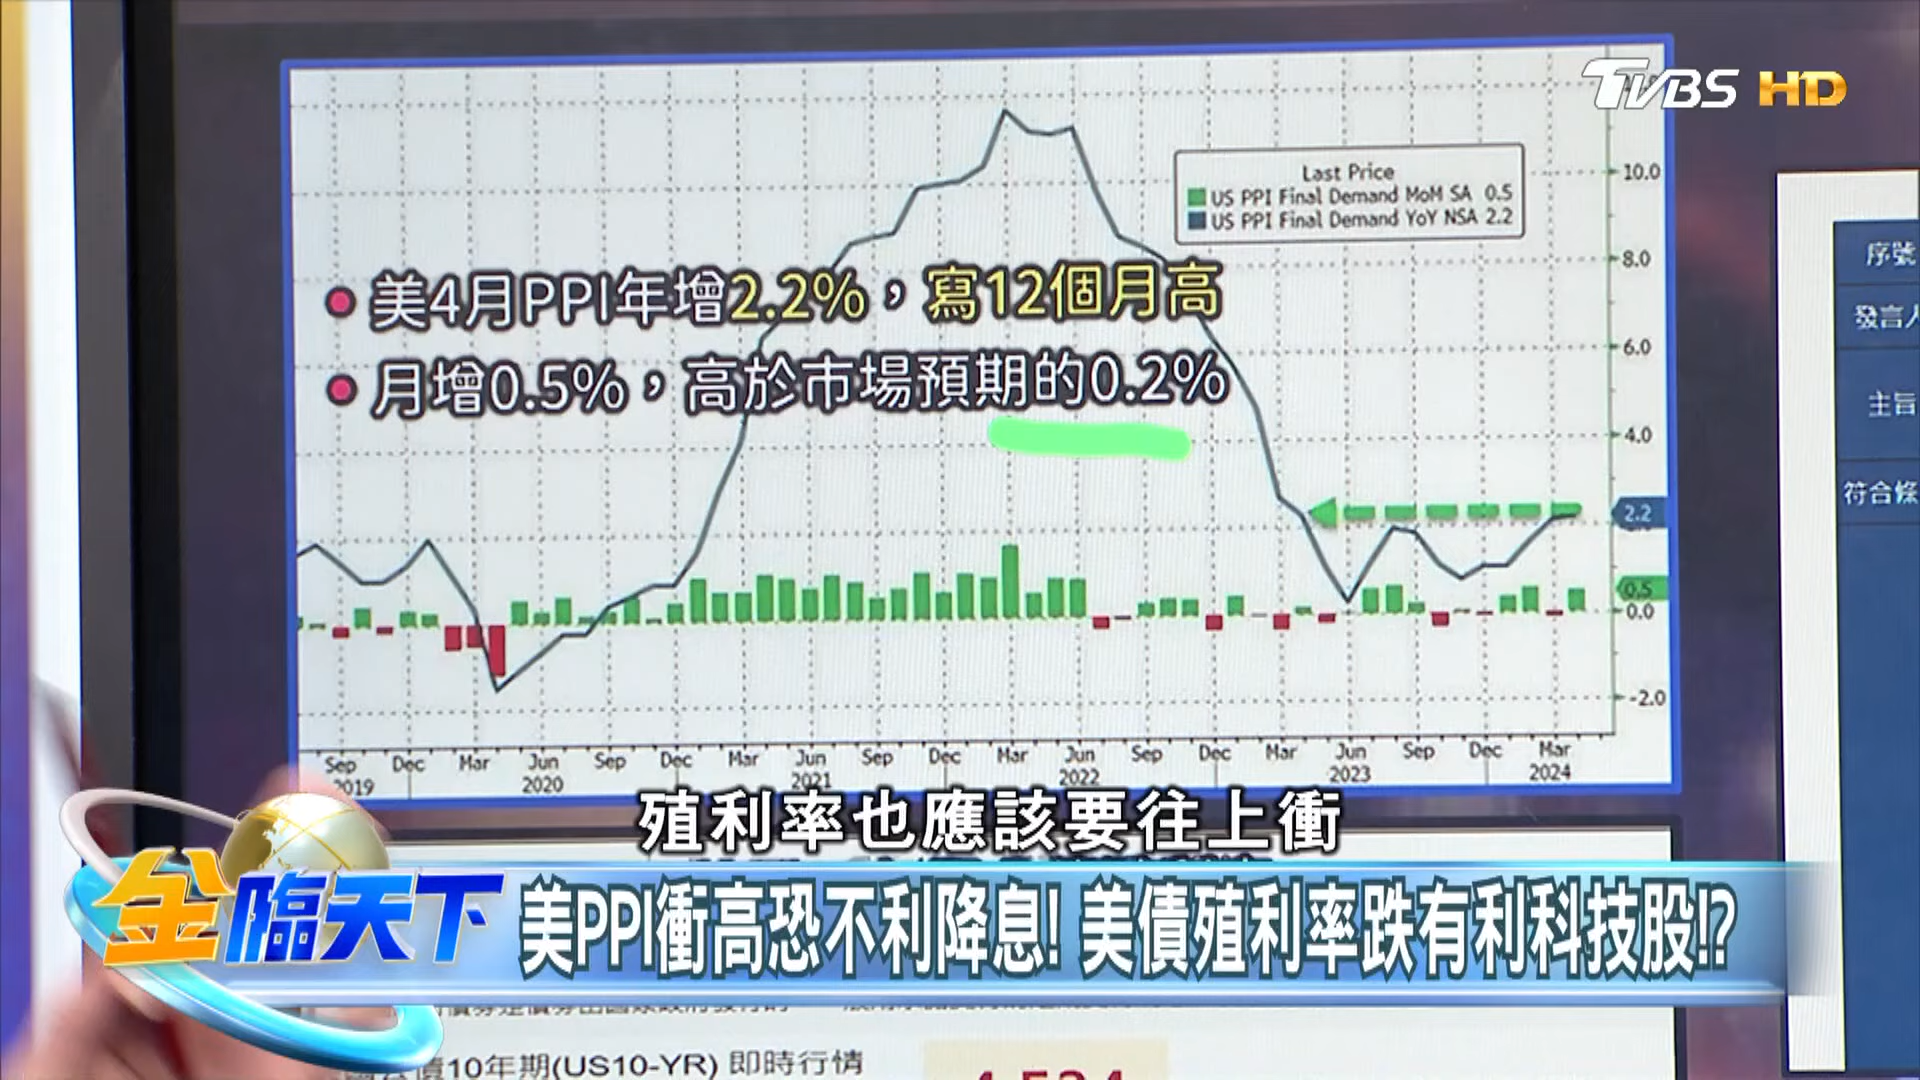 TVBS HD
Last Price
US PPI Final Demand MoM SA 0.5
US PPI Final Demand YoY NSA 2.2
美4月PPI年增2.2%，寫12個月高
月增0.5%，高於市場預期的0.2%
10.0
8.0
6.0
4.0
2.2
0.5
0.0
-2.0
Sep Dec Mar Jun Sep Dec Mar Jun Sep Dec Mar Jun Sep Dec Mar Jun Sep Dec Mar
2019 2020 2021 2022 2023 2024
序號
發言人
主旨
符合條
殖利率也應該要往上衝
金臨天下
美PPI衝高恐不利降息! 美債殖利率跌有利科技股!?
債10年期(US10-YR) 即時行情